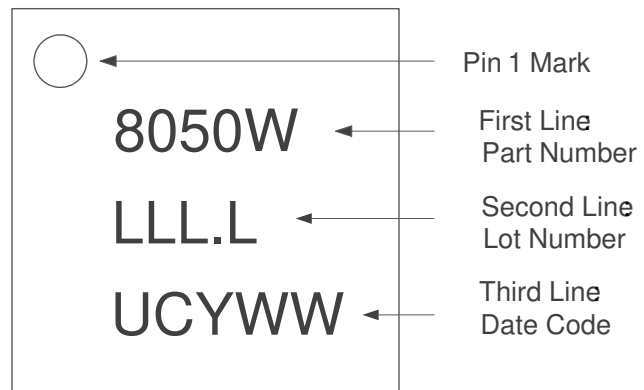 Pin 1 Mark
8050W
First Line:
Part Number
LLL.L
Second Line:
Lot Number
UCYWW
Third Line:
Date Code